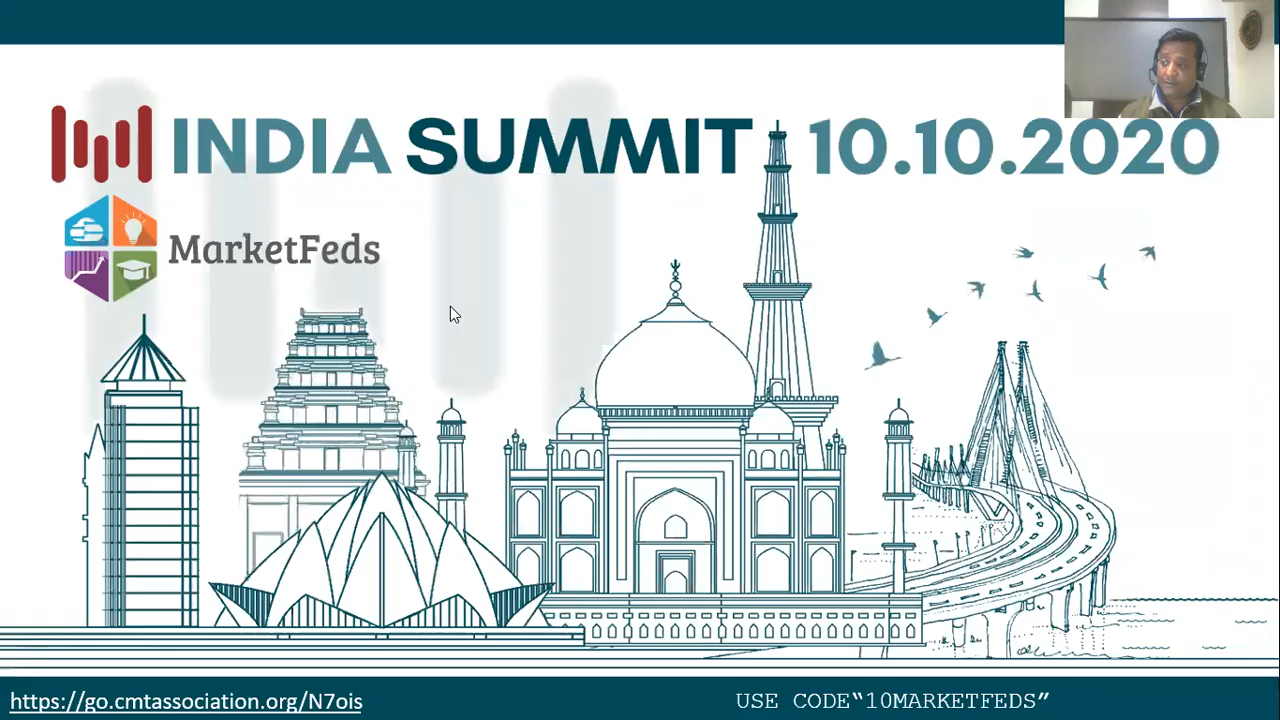 INDIA SUMMIT 10.10.2020
MarketFeds
https://go.cmtassociation.org/N7ois
USE CODE“10MARKETFEDS”